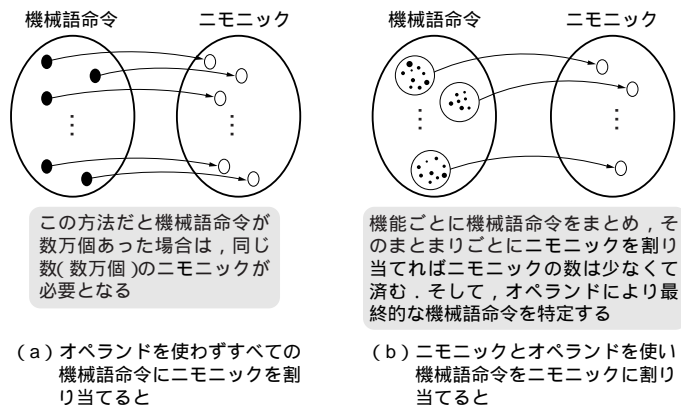 機械語命令
ニモニック
この方法だと機械語命令が
数万個あった場合は，同じ
数(数万個)のニモニックが
必要となる
(a) オペランドを使わずすべての
機械語命令にニモニックを割
り当てると
機械語命令
ニモニック
機能ごとに機械語命令をまとめ，そ
のまとまりごとにニモニックを割り
当てればニモニックの数は少なくて
済む．そして，オペランドにより最
終的な機械語命令を特定する
(b) ニモニックとオペランドを使い
機械語命令をニモニックに割り
当てると